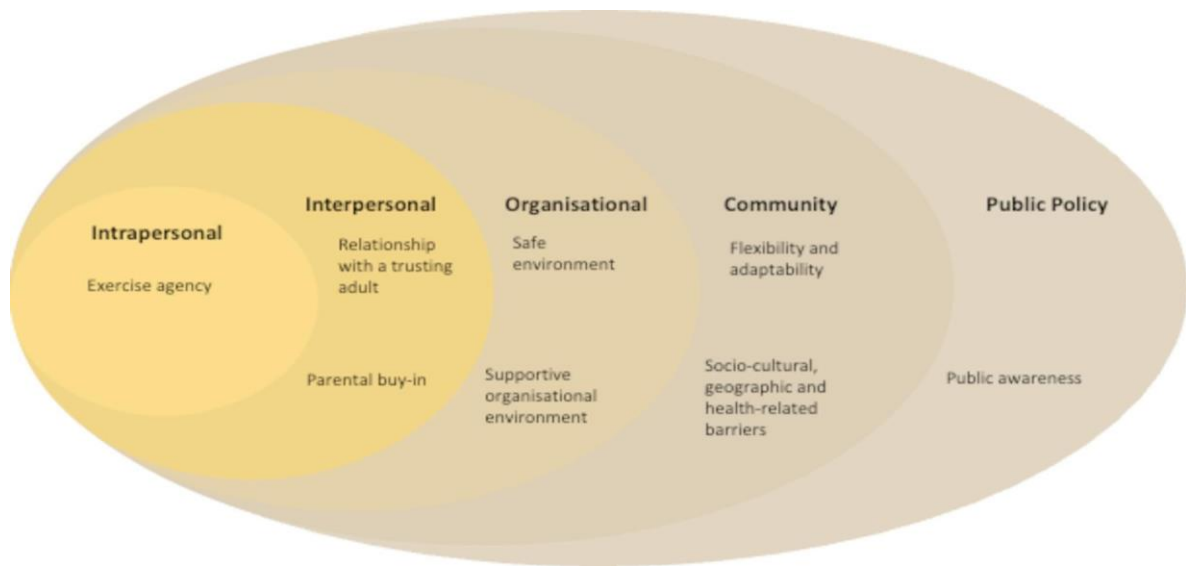 Intrapersonal
Exercise agency
Interpersonal
Relationship
with a trusting
adult
Parental buy-in
Organisational
Safe
environment
Supportive
organisational
environment
Community
Flexibility and
adaptability
Socio-cultural,
geographic and
health-related
barriers
Public Policy
Public awareness